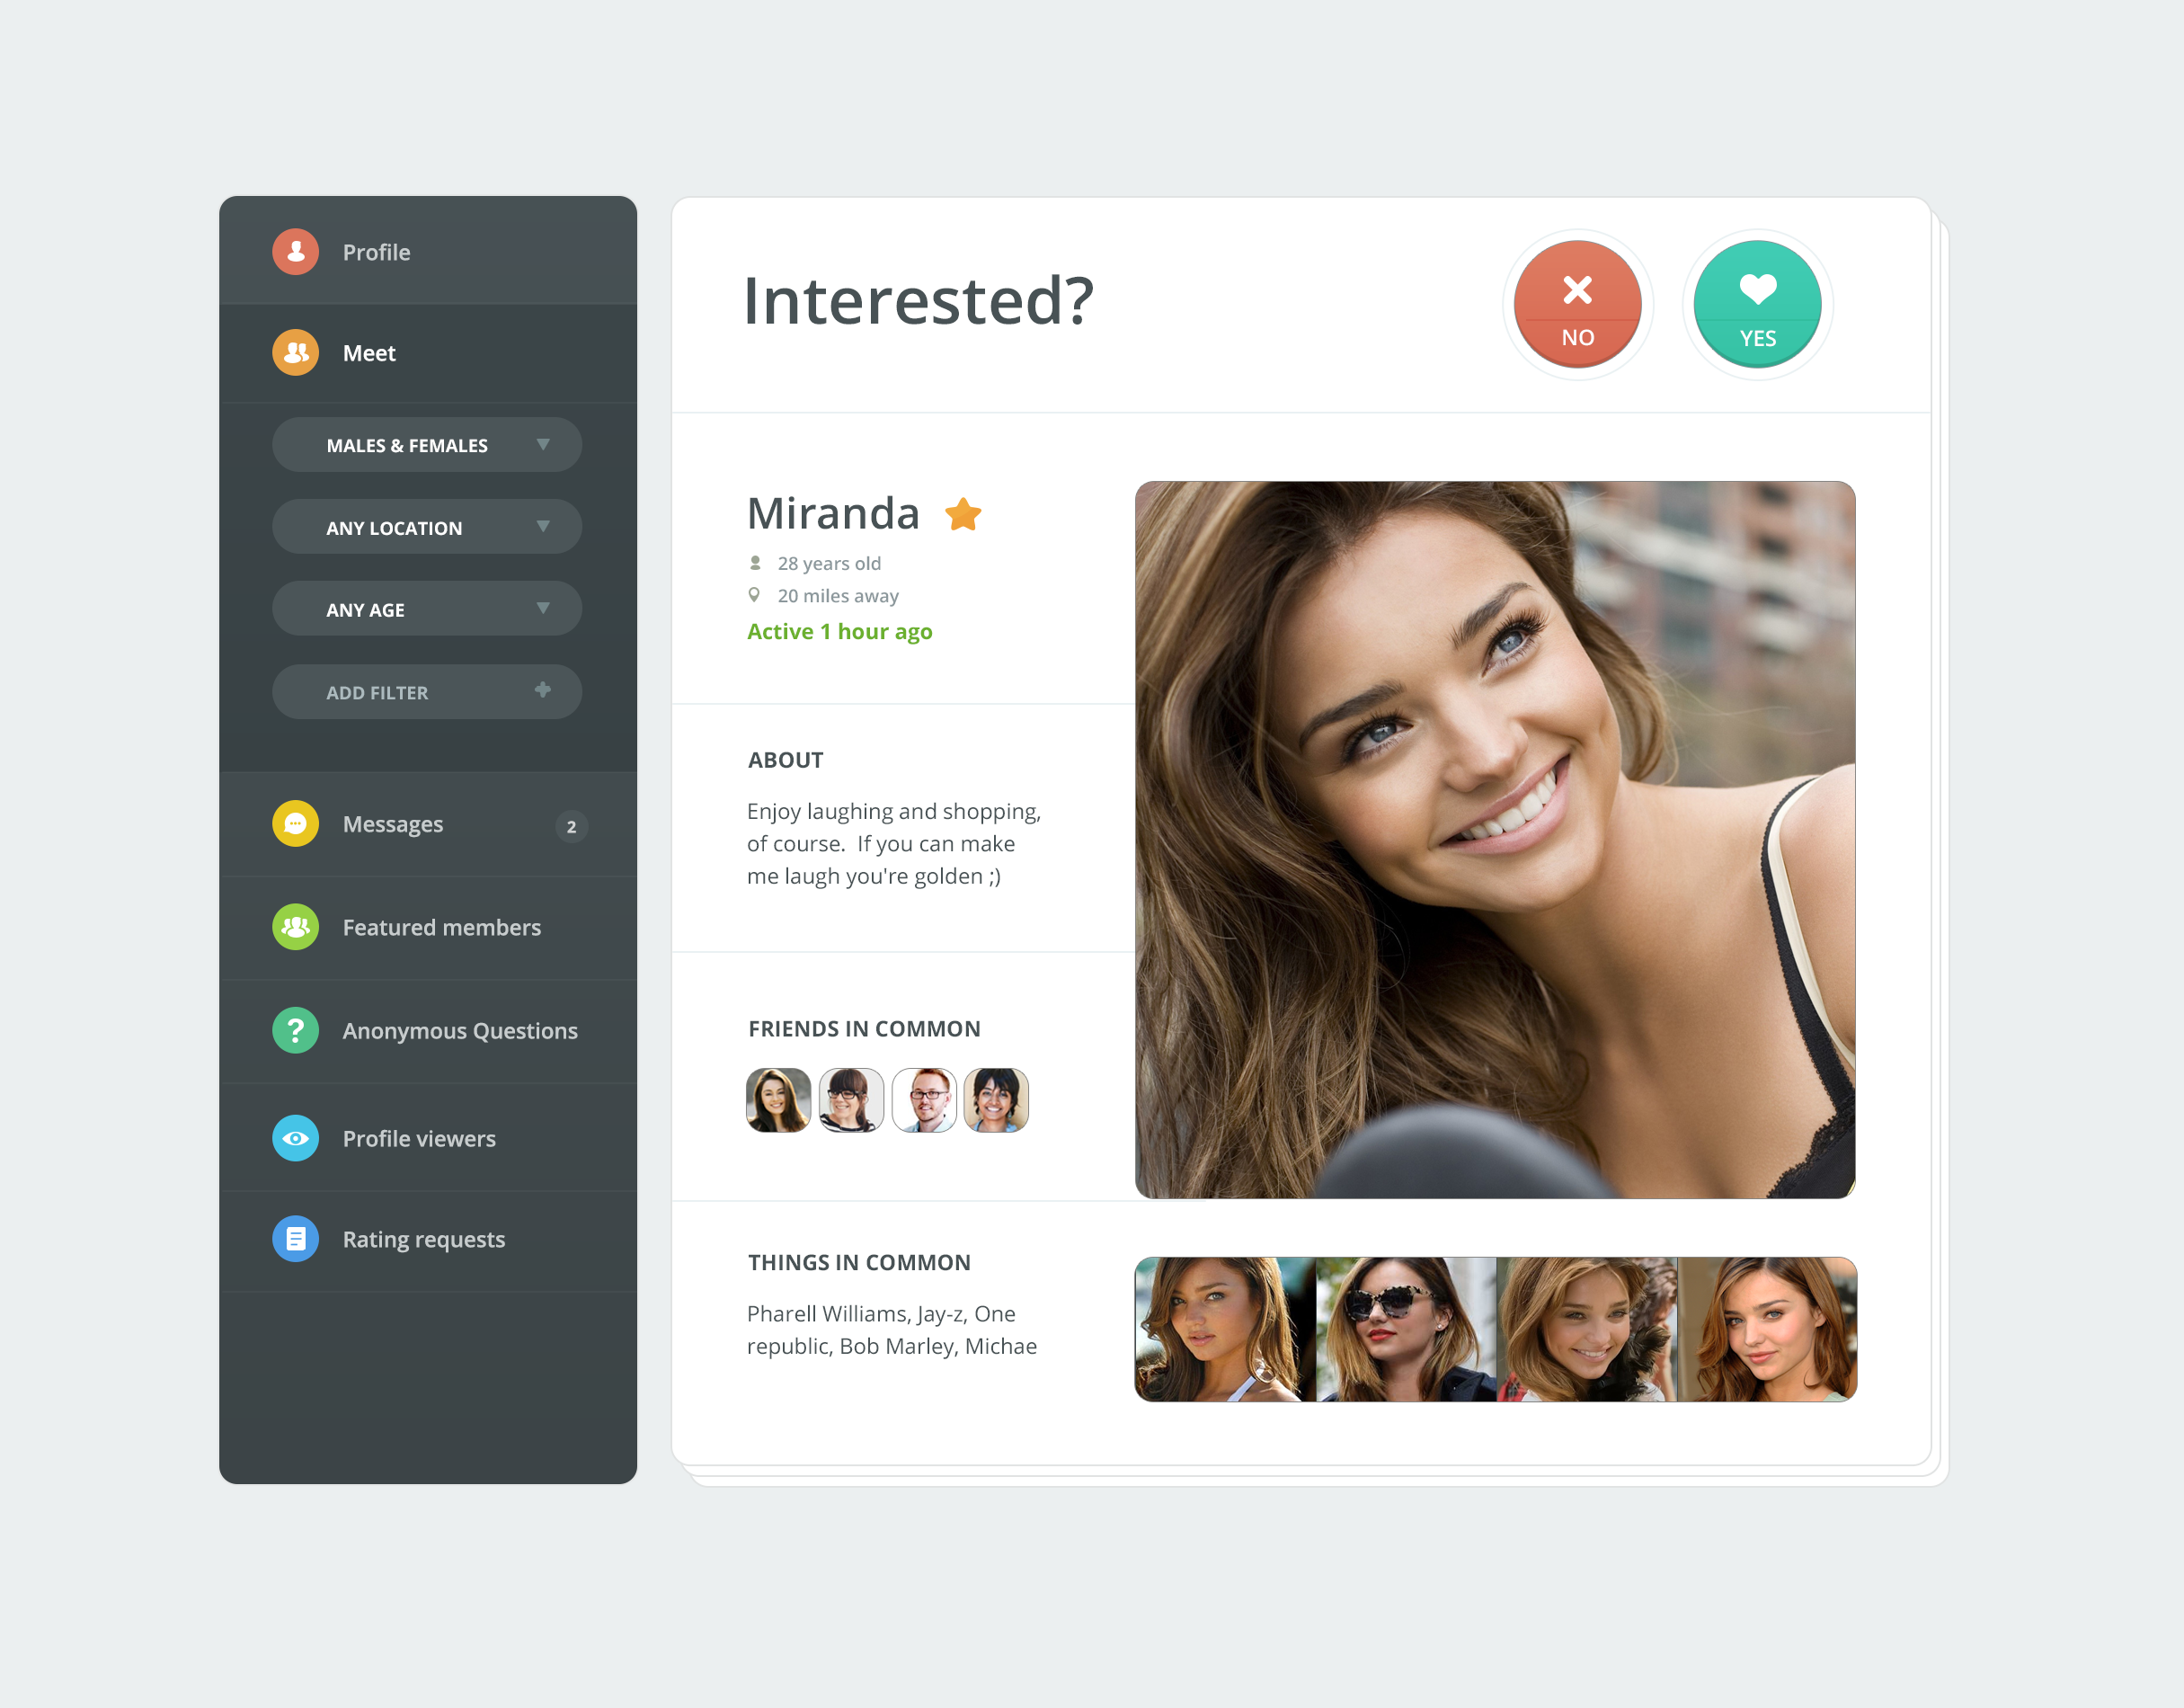 Profile
Meet
MALES & FEMALES
ANY LOCATION
ANY AGE
ADD FILTER
Messages
2
Featured members
Anonymous Questions
?
Profile viewers
Rating requests
Interested?
NO
YES
Miranda
28 years old
20 miles away
Active 1 hour ago
ABOUT
Enjoy laughing and shopping,
of course.  If you can make
me laugh you're golden ;)
FRIENDS IN COMMON
THINGS IN COMMON
Pharell Williams, Jay-z, One
republic, Bob Marley, Michae